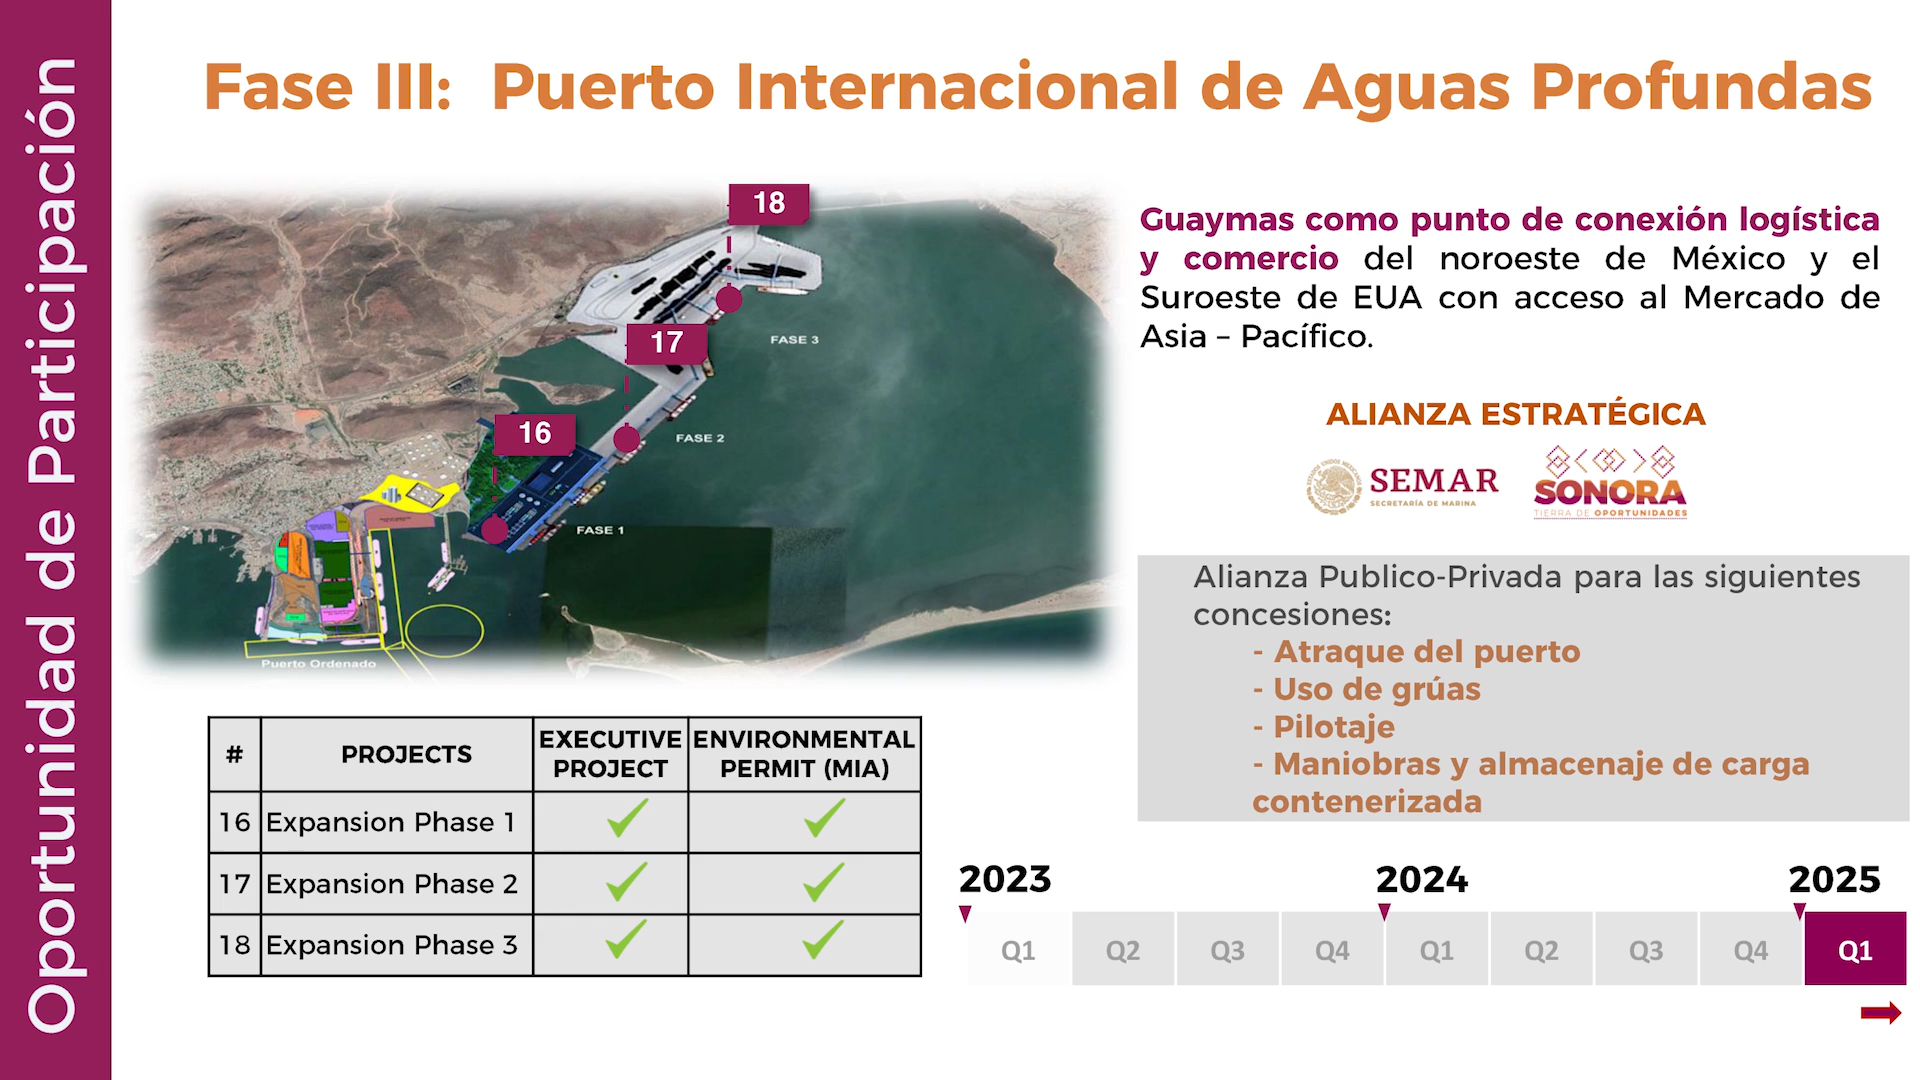 Oportunidad de Participación
Fase III: Puerto Internacional de Aguas Profundas
18
17
16
FASE 3
FASE 2
FASE 1
Puerto Ordenado
Guaymas como punto de conexión logística
y comercio del noroeste de México y el
Suroeste de EUA con acceso al Mercado de
Asia – Pacífico.
ALIANZA ESTRATÉGICA
SEMAR
SECRETARÍA DE MARINA
SONORA
TIERRA DE OPORTUNIDADES
Alianza Publico-Privada para las siguientes
concesiones:
- Atraque del puerto
- Uso de grúas
- Pilotaje
- Maniobras y almacenaje de carga
contenerizada
# PROJECTS EXECUTIVE PROJECT ENVIRONMENTAL PERMIT (MIA)
16 Expansion Phase 1
17 Expansion Phase 2
18 Expansion Phase 3
2023 2024 2025
Q1 Q2 Q3 Q4 Q1 Q2 Q3 Q4 Q1